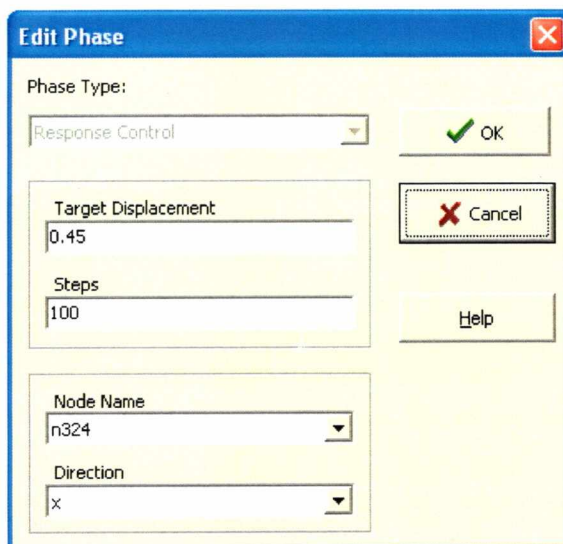 Edit Phase
Phase Type:
Response Control
OK
Target Displacement
0.45
Cancel
Steps
100
Help
Node Name
n324
Direction
x